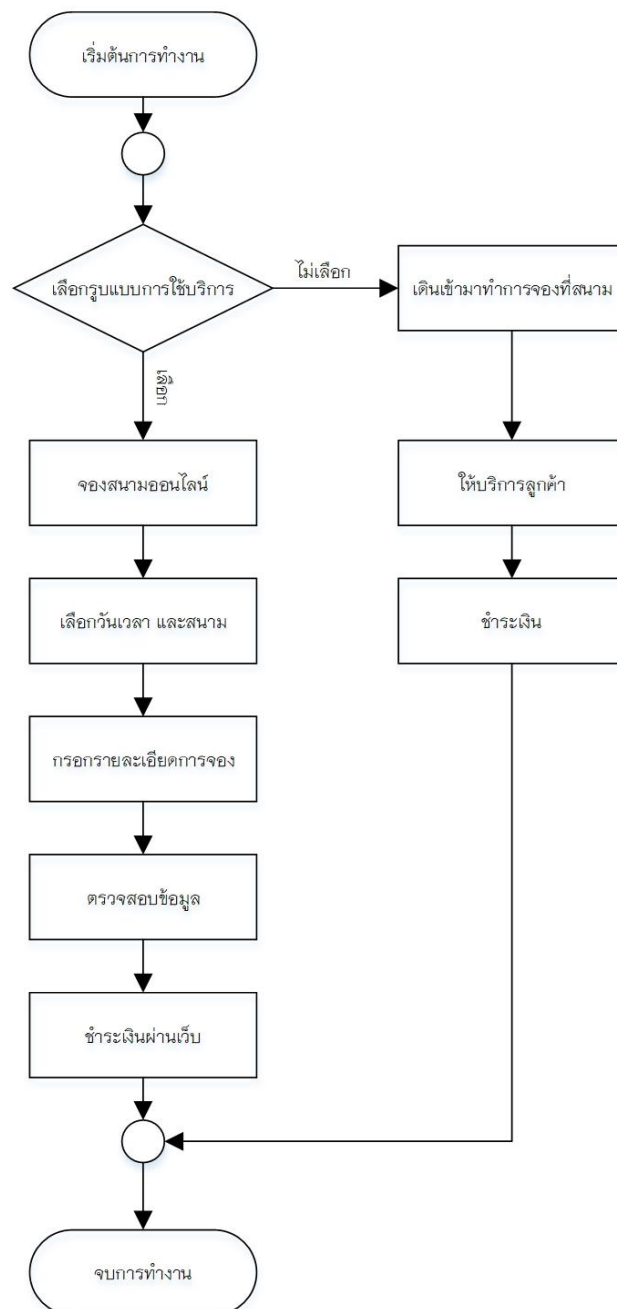 เริ่มต้นการทำงาน
เลือกรูปแบบการใช้บริการ
ไม่เลือก
เดินเข้ามาทำการจองที่สนาม
เลือก
จองสนามออนไลน์
ให้บริการลูกค้า
เลือกวันเวลา และสนาม
ชำระเงิน
กรอกรายละเอียดการจอง
ตรวจสอบข้อมูล
ชำระเงินผ่านเว็บ
จบการทำงาน